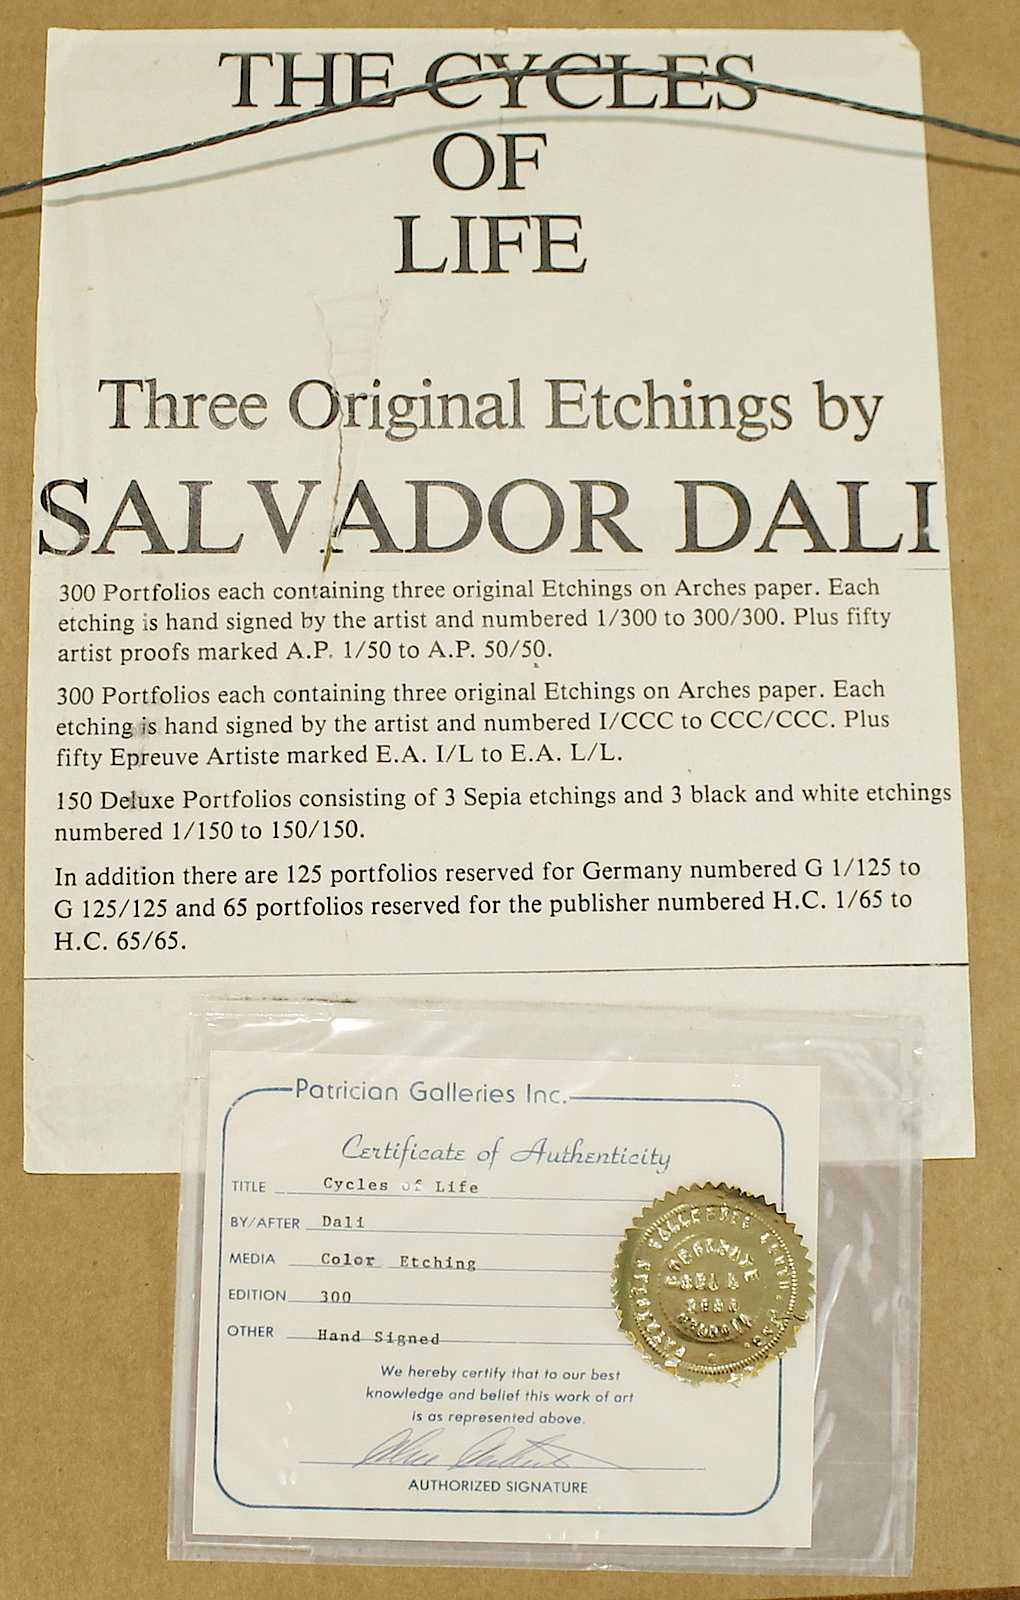 THE CYCLES
OF
LIFE
Three Original Etchings by
SALVADOR DALI
300 Portfolios each containing three original Etchings on Arches paper. Each
etching is hand signed by the artist and numbered 1/300 to 300/300. Plus fifty
artist proofs marked A.P. 1/50 to A.P. 50/50.
300 Portfolios each containing three original Etchings on Arches paper. Each
etching is hand signed by the artist and numbered I/CCC to CCC/CCC. Plus
fifty Epreuve Artiste marked E.A. I/L to E.A. L/L.
150 Deluxe Portfolios consisting of 3 Sepia etchings and 3 black and white etchings
numbered 1/150 to 150/150.
In addition there are 125 portfolios reserved for Germany numbered G 1/125 to
G 125/125 and 65 portfolios reserved for the publisher numbered H.C. 1/65 to
H.C. 65/65.
Patrician Galleries Inc.
Certificate of Authenticity
TITLE Cycles of Life
BY/AFTER Dali
MEDIA Color Etching
EDITION 300
OTHER Hand Signed
We hereby certify that to our best
knowledge and belief this work of art
is as represented above.
AUTHORIZED SIGNATURE
CORPORATE
SEAL
GEORGIA